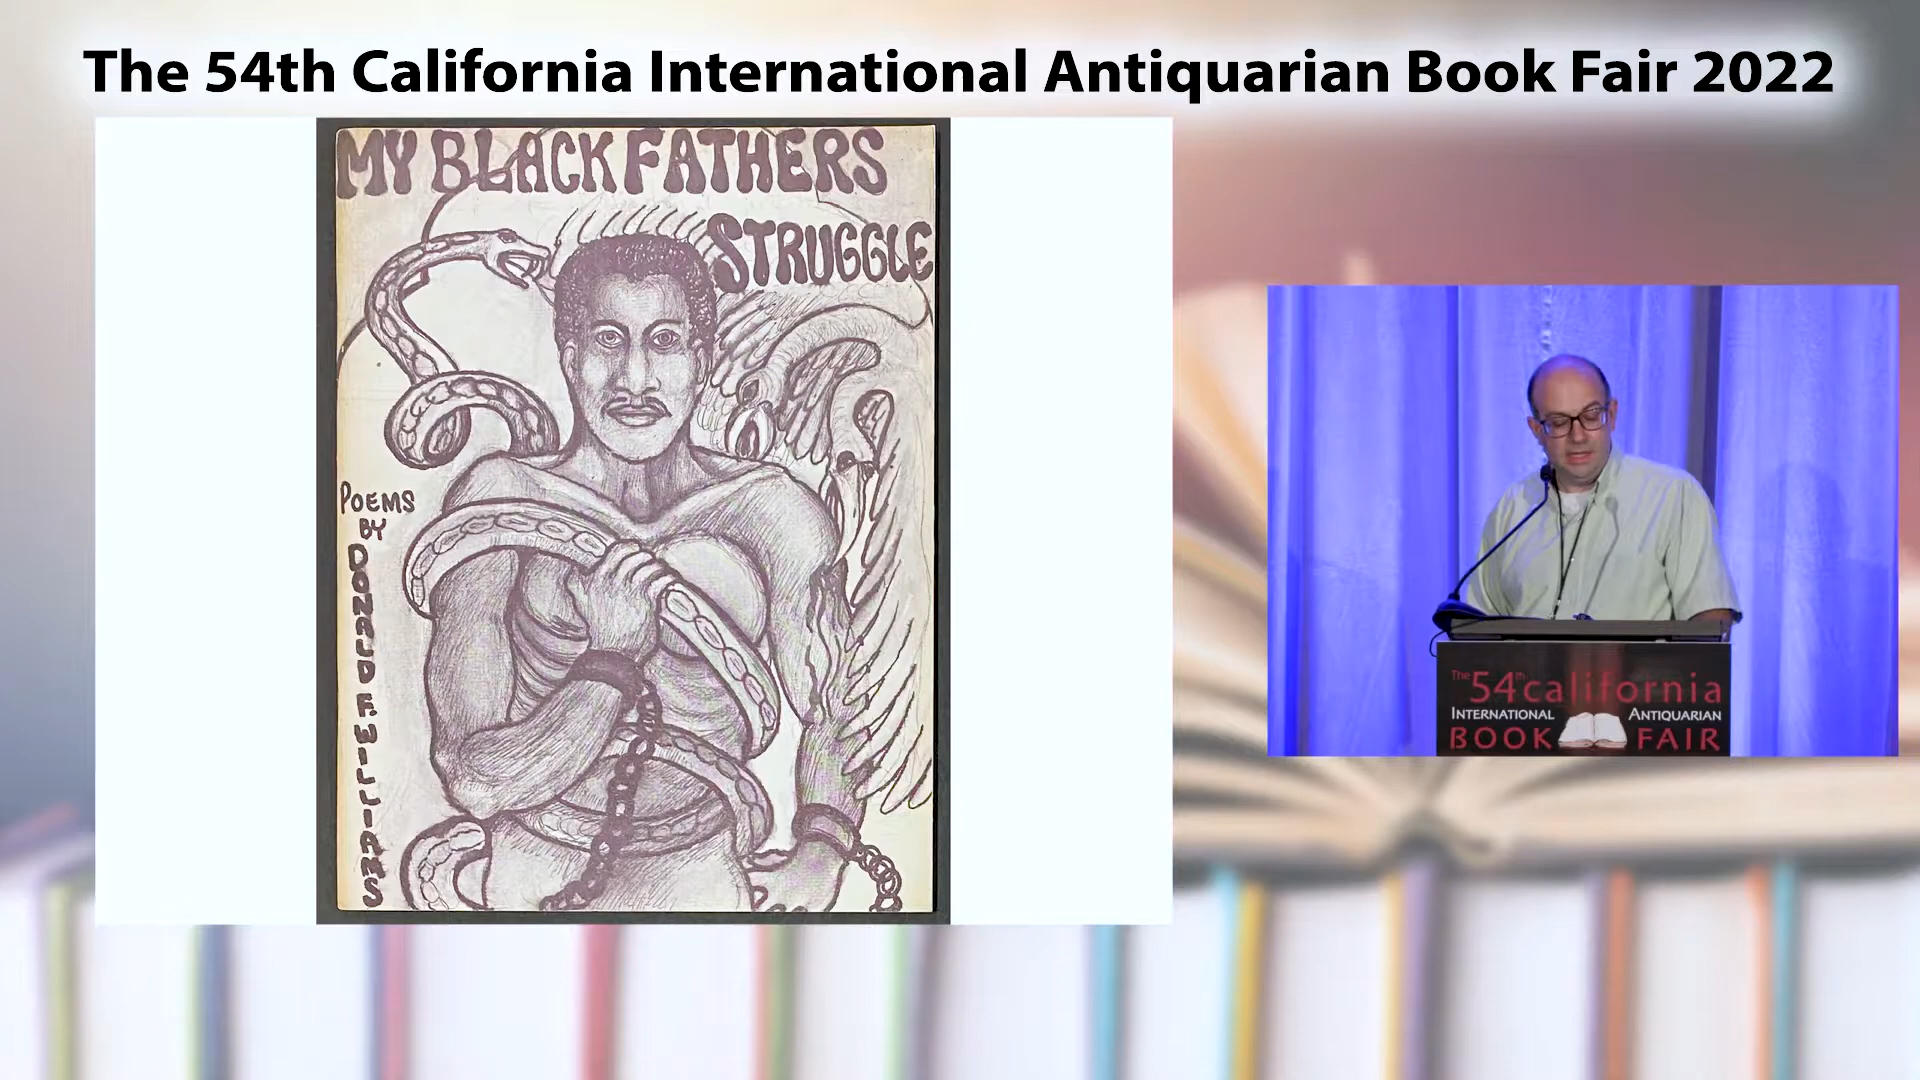 The 54th California International Antiquarian Book Fair 2022
MY BLACK FATHERS
STRUGGLE
POEMS
BY
DONALD F. WILLIAMS
The 54th california
INTERNATIONAL ANTIQUARIAN
BOOK FAIR